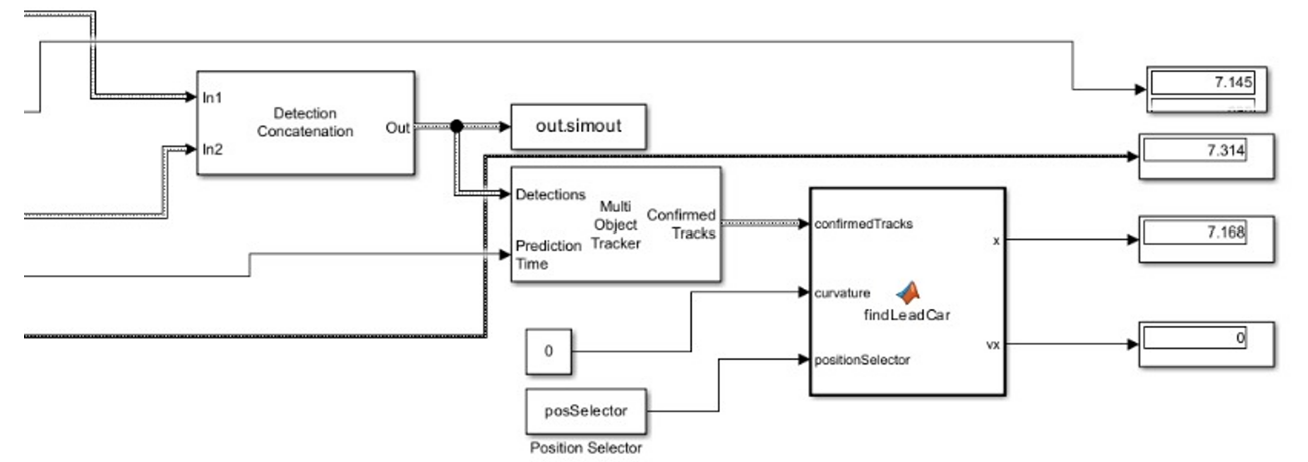 7.145
In1
Detection
Concatenation
Out
In2
out.simout
7.314
Detections
Multi
Object
Tracker
Confirmed
Tracks
Prediction
Time
confirmedTracks
x
7.168
curvature
findLeadCar
0
vx
0
positionSelector
posSelector
Position Selector